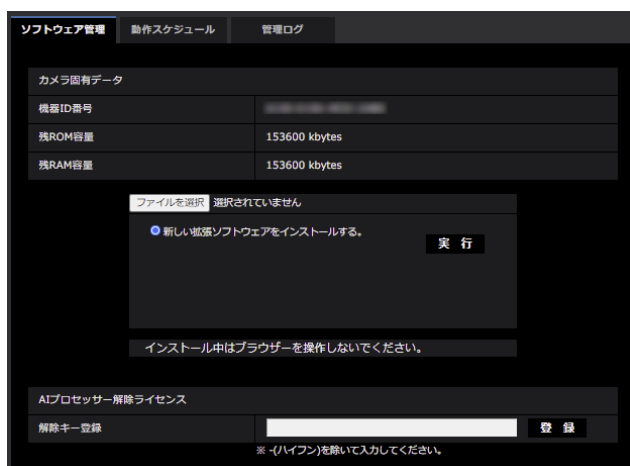 ソフトウェア管理 動作スケジュール 管理ログ
カメラ固有データ
機器ID番号
残ROM容量 153600 kbytes
残RAM容量 153600 kbytes
ファイルを選択 選択されていません
新しい拡張ソフトウェアをインストールする。
実 行
インストール中はブラウザーを操作しないでください。
AIプロセッサー解除ライセンス
解除キー登録 登 録
※ -(ハイフン)を除いて入力してください。